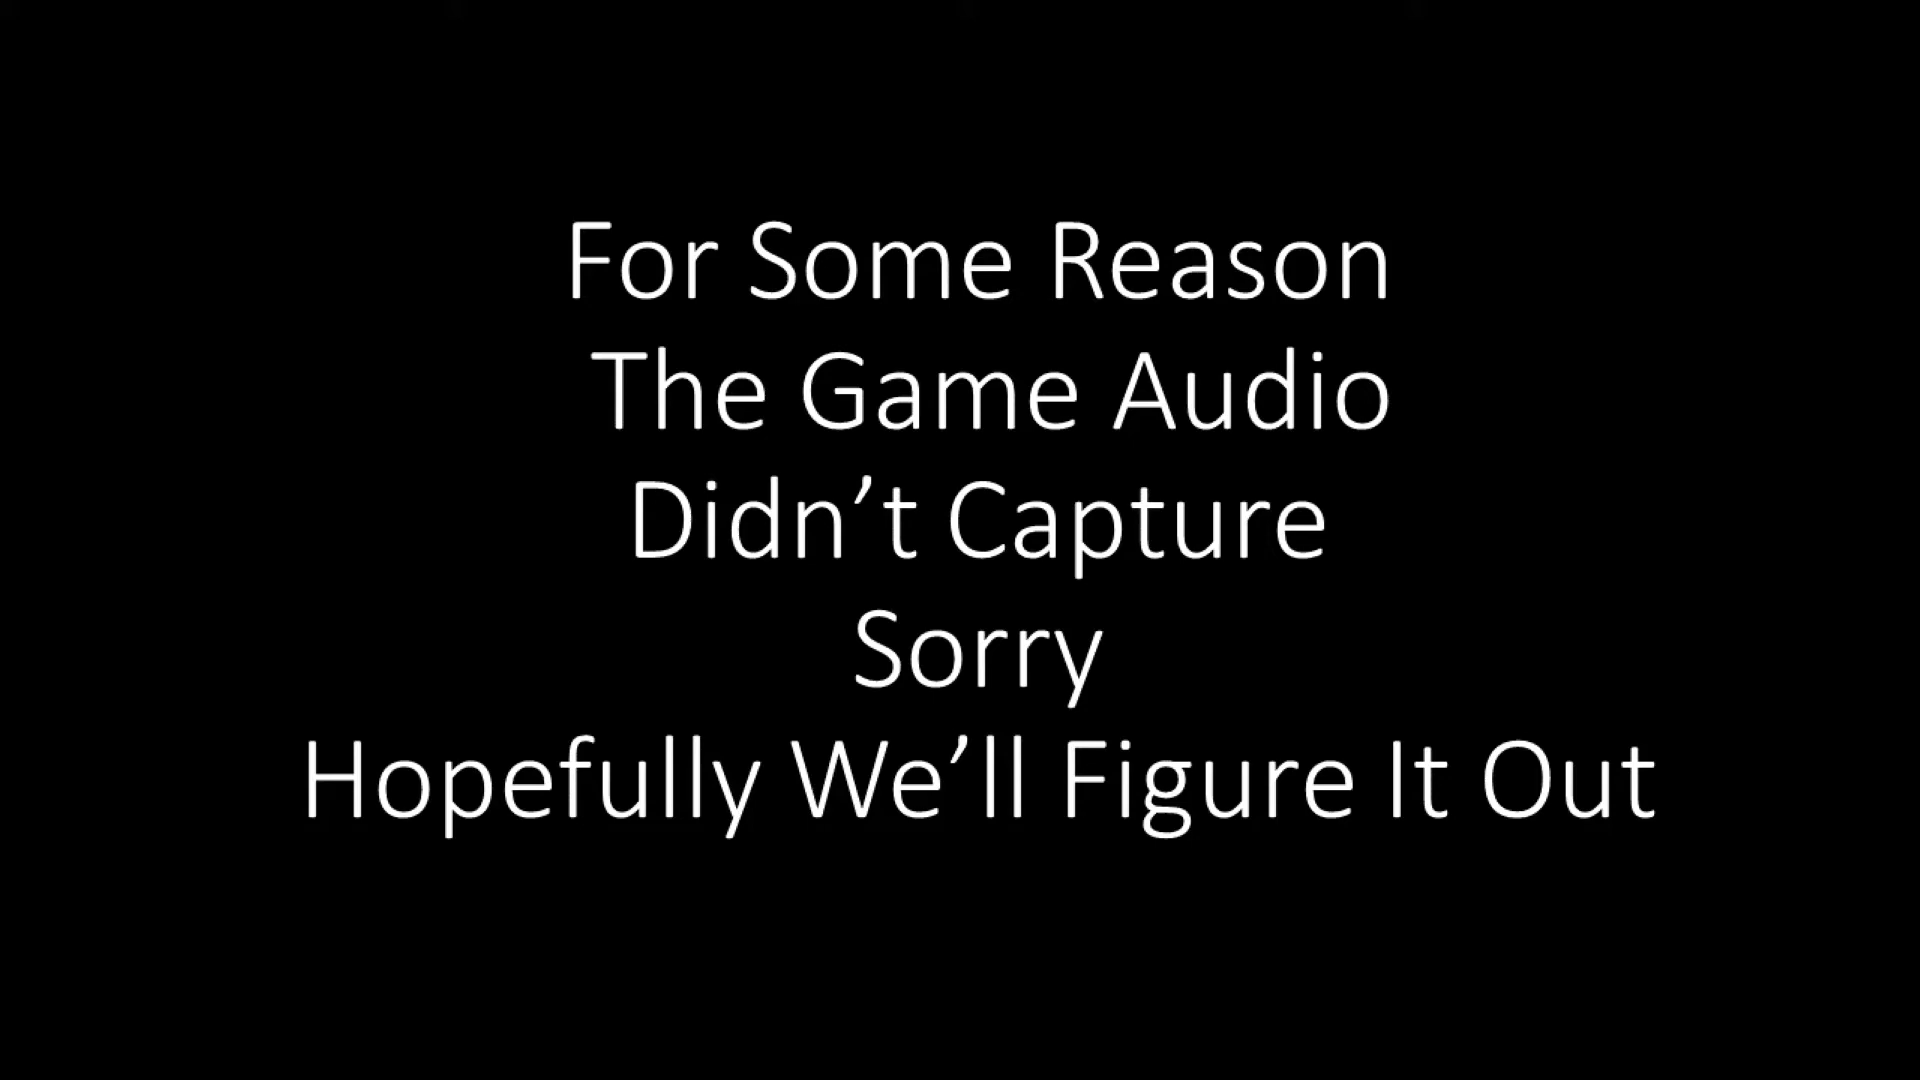 For Some Reason
The Game Audio
Didn’t Capture
Sorry
Hopefully We’ll Figure It Out